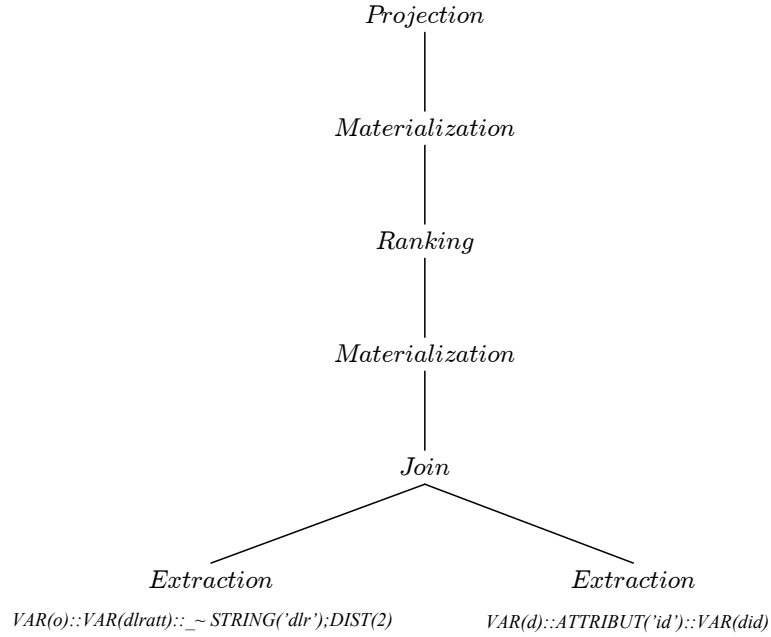 Projection
Materialization
Ranking
Materialization
Join
Extraction Extraction
VAR(o)::VAR(dlratt)::_~ STRING('dlr');DIST(2) VAR(d)::ATTRIBUT('id')::VAR(did)